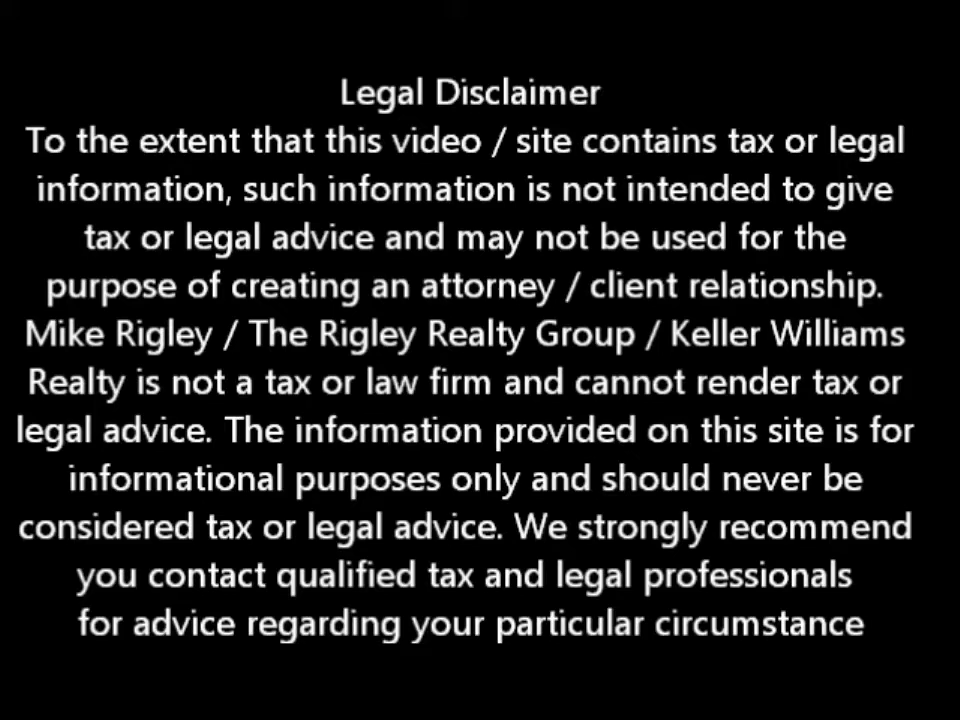 Legal Disclaimer
To the extent that this video / site contains tax or legal
information, such information is not intended to give
tax or legal advice and may not be used for the
purpose of creating an attorney / client relationship.
Mike Rigley / The Rigley Realty Group / Keller Williams
Realty is not a tax or law firm and cannot render tax or
legal advice. The information provided on this site is for
informational purposes only and should never be
considered tax or legal advice. We strongly recommend
you contact qualified tax and legal professionals
for advice regarding your particular circumstance